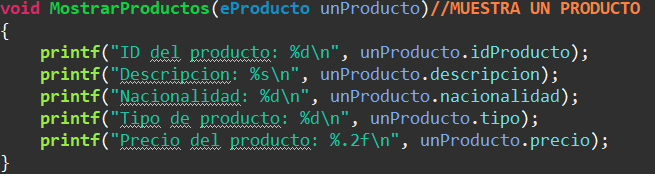 void MostrarProductos(eProducto unProducto)//MUESTRA UN PRODUCTO
{
    printf("ID del producto: %d\n", unProducto.idProducto);
    printf("Descripcion: %s\n", unProducto.descripcion);
    printf("Nacionalidad: %d\n", unProducto.nacionalidad);
    printf("Tipo de producto: %d\n", unProducto.tipo);
    printf("Precio del producto: %.2f\n", unProducto.precio);
}